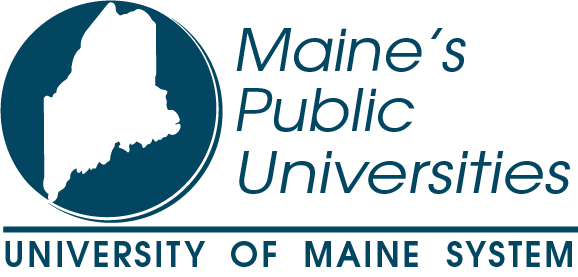 Maine's
Public
Universities
UNIVERSITY OF MAINE SYSTEM